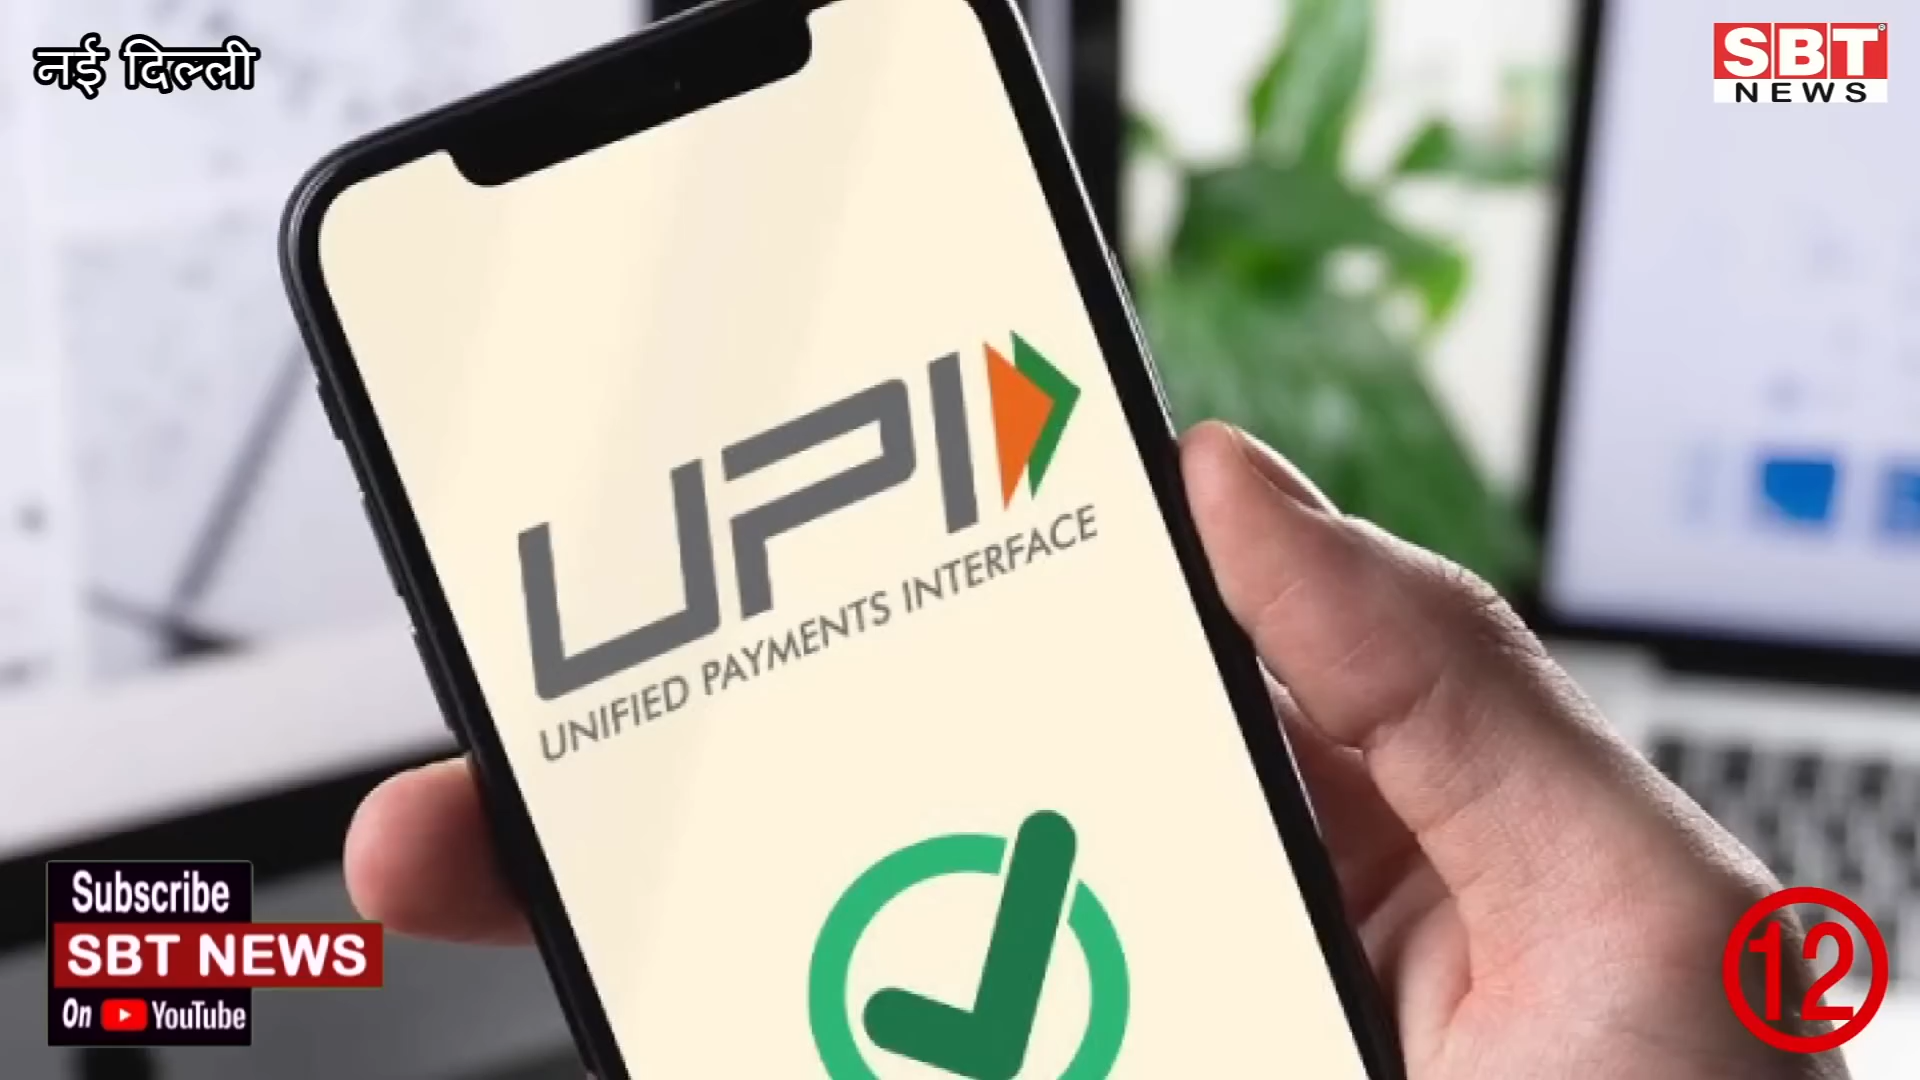 नई दिल्ली
SBT
NEWS
UPI
UNIFIED PAYMENTS INTERFACE
Subscribe
SBT NEWS
On YouTube
12